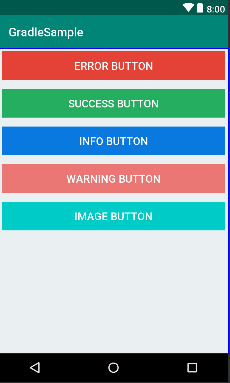 8:00
GradleSample
ERROR BUTTON
SUCCESS BUTTON
INFO BUTTON
WARNING BUTTON
IMAGE BUTTON